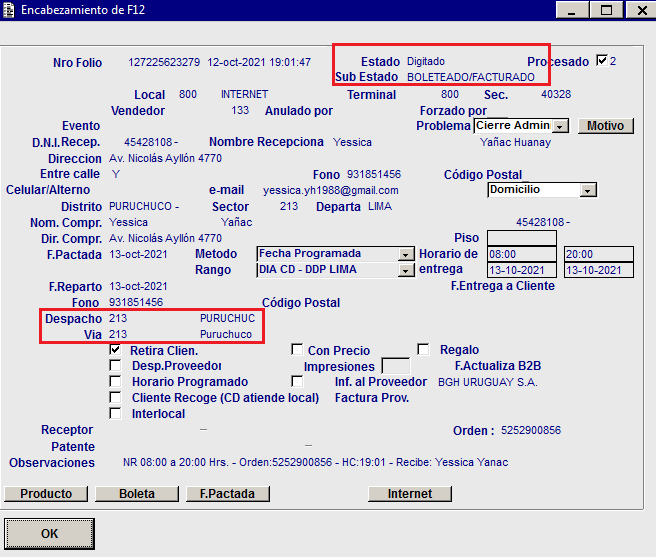 Encabezamiento de F12
Nro Folio 127225623279 12-oct-2021 19:01:47 Estado Digitado Procesado 2
Sub Estado BOLETEADO/FACTURADO
Local 800 INTERNET Terminal 800 Sec. 40328
Vendedor 133 Anulado por Forzado por
Evento Problema Cierre Admin Motivo
D.N.I.Recep. 45428108 - Nombre Recepciona Yessica Yañac Huanay
Direccion Av. Nicolás Ayllón 4770
Entre calle Y Fono 931851456 Código Postal
Celular/Alterno e-mail yessica.yh1988@gmail.com Domicilio
Distrito PURUCHUCO - Sector 213 Departa LIMA
Nom. Compr. Yessica Yañac 45428108 -
Dir. Compr. Av. Nicolás Ayllón 4770 Piso
F.Pactada 13-oct-2021 Metodo Fecha Programada Horario de 08:00 20:00
Rango DIA CD - DDP LIMA entrega 13-10-2021 13-10-2021
F.Reparto 13-oct-2021 F.Entrega a Cliente
Fono 931851456 Código Postal
Despacho 213 PURUCHUC
Via 213 Puruchuco
Retira Clien. Con Precio Regalo
Desp.Proveedor Impresiones F.Actualiza B2B
Horario Programado Inf. al Proveedor BGH URUGUAY S.A.
Cliente Recoge (CD atiende local) Factura Prov.
Interlocal
Receptor - Orden : 5252900856
Patente -
Observaciones NR 08:00 a 20:00 Hrs. - Orden:5252900856 - HC:19:01 - Recibe: Yessica Yanac
Producto Boleta F.Pactada Internet
OK